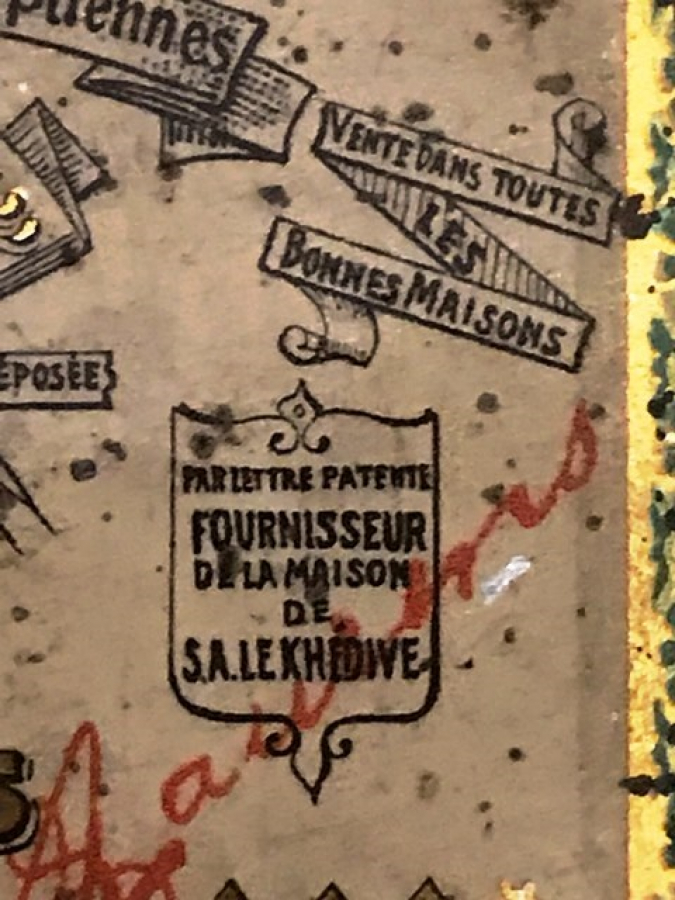 ptiennes
VENTE DANS TOUTES
LES
BONNES MAISONS
ÉPOSÉE
PAR LETTRE PATENTE
FOURNISSEUR
DE LA MAISON
DE
S.A. LE KHÉDIVE